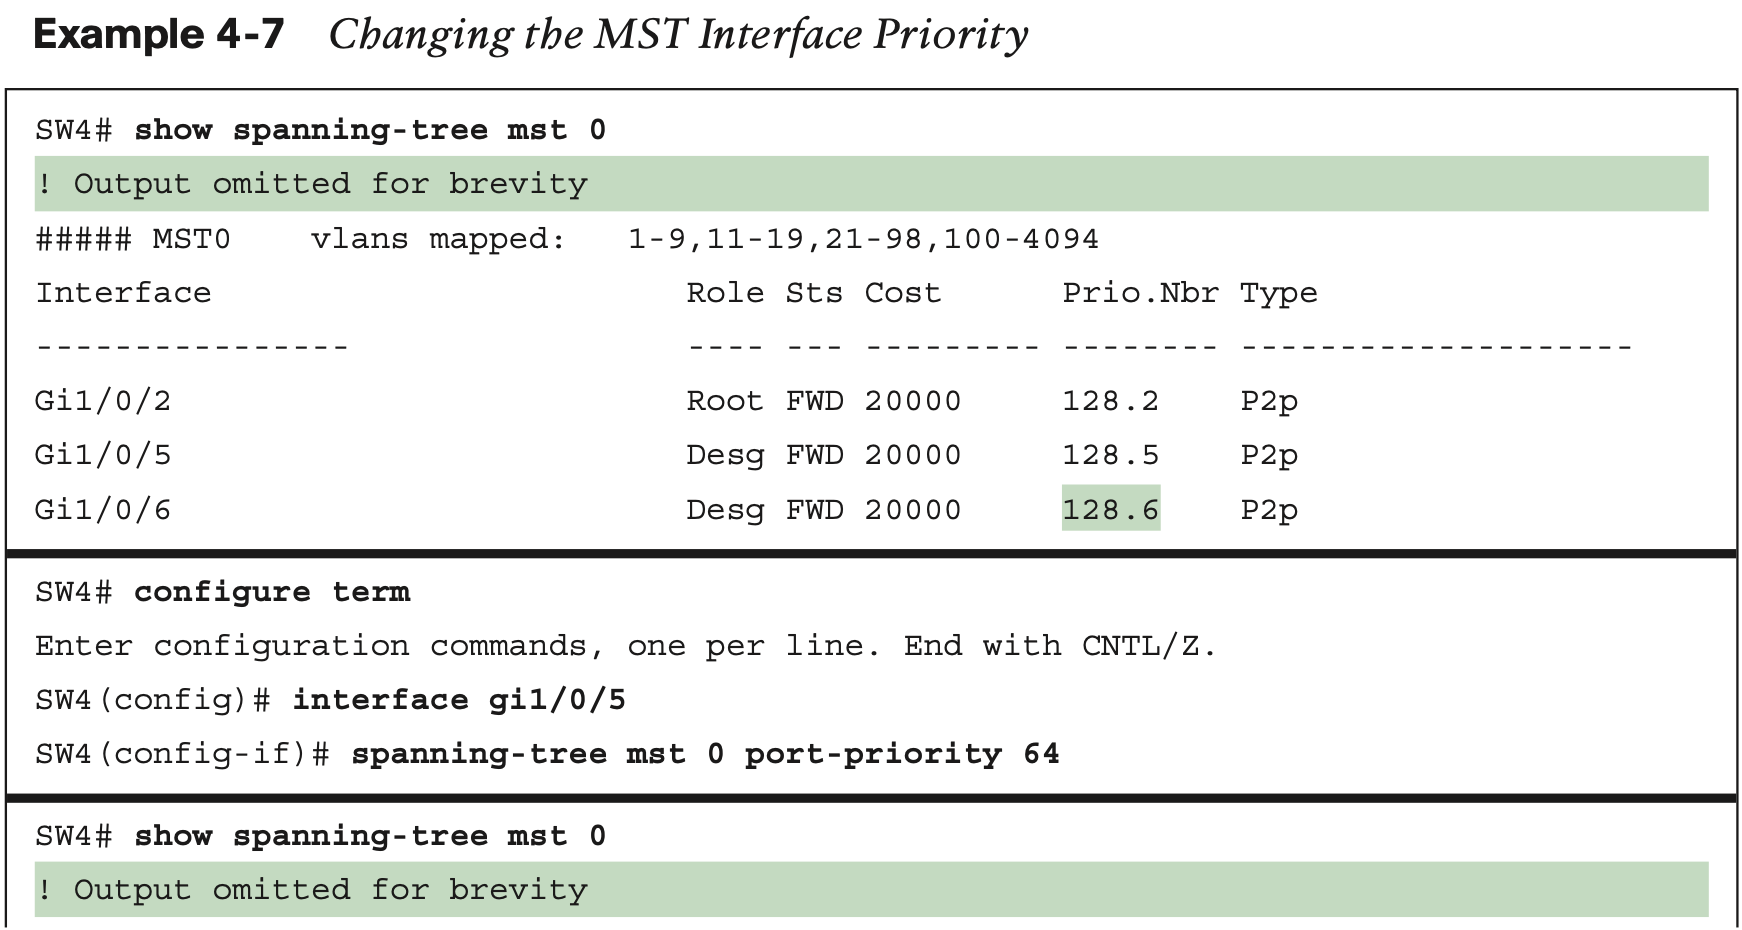 Example 4-7 Changing the MST Interface Priority
SW4# show spanning-tree mst 0
! Output omitted for brevity
##### MST0    vlans mapped:   1-9,11-19,21-98,100-4094
Interface                        Role Sts Cost      Prio.Nbr Type
----------------                 ---- --- --------- -------- --------------------
Gi1/0/2                          Root FWD 20000     128.2    P2p
Gi1/0/5                          Desg FWD 20000     128.5    P2p
Gi1/0/6                          Desg FWD 20000     128.6    P2p
SW4# configure term
Enter configuration commands, one per line. End with CNTL/Z.
SW4(config)# interface gi1/0/5
SW4(config-if)# spanning-tree mst 0 port-priority 64
SW4# show spanning-tree mst 0
! Output omitted for brevity